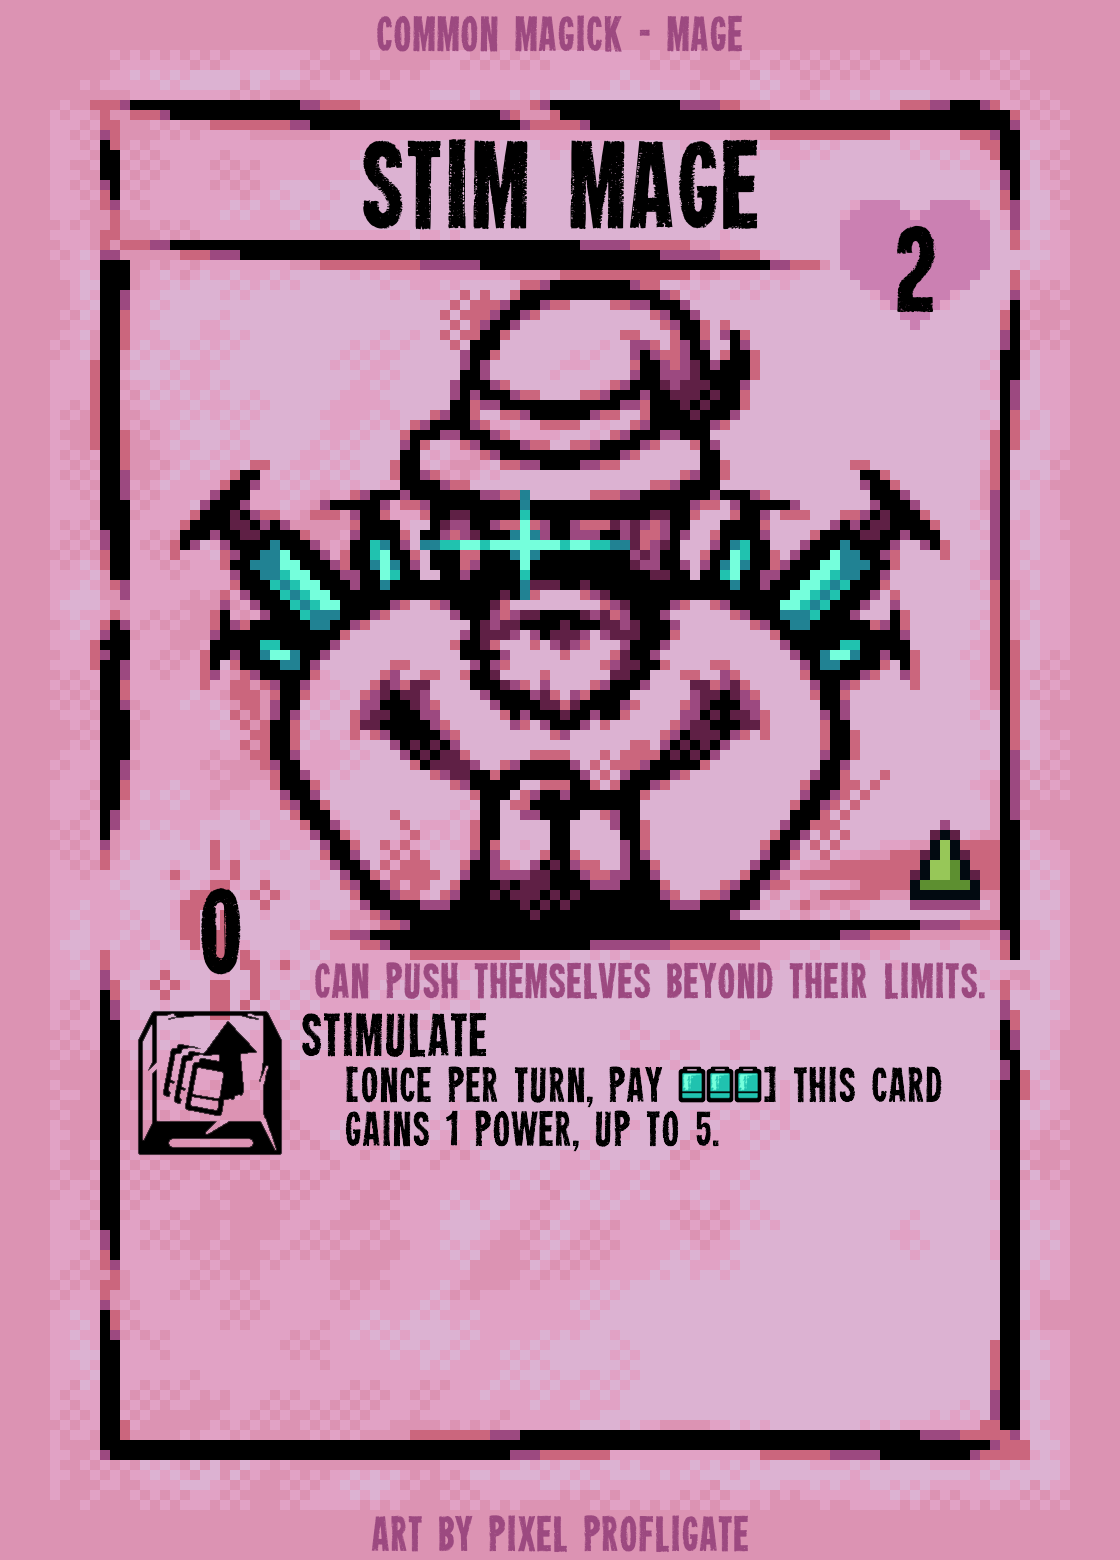 COMMON MAGICK - MAGE
STIM MAGE
2
0
CAN PUSH THEMSELVES BEYOND THEIR LIMITS.
STIMULATE
[ONCE PER TURN, PAY ] THIS CARD
GAINS 1 POWER, UP TO 5.
ART BY PIXEL PROFLIGATE